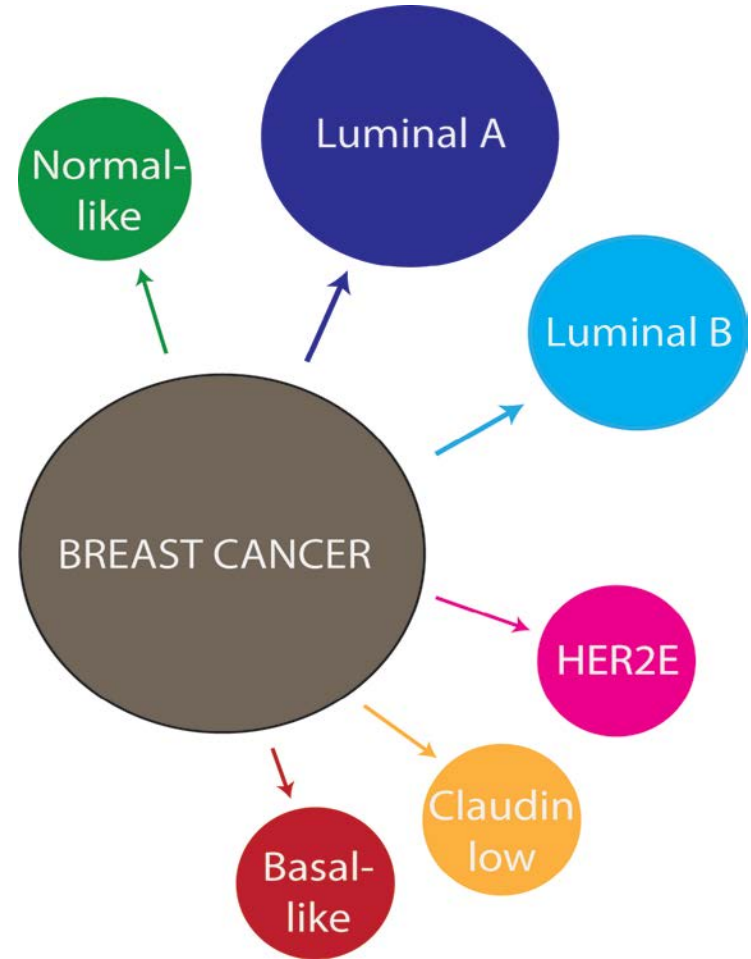 Luminal A
Normal-
like
Luminal B
BREAST CANCER
HER2E
Claudin
low
Basal-
like